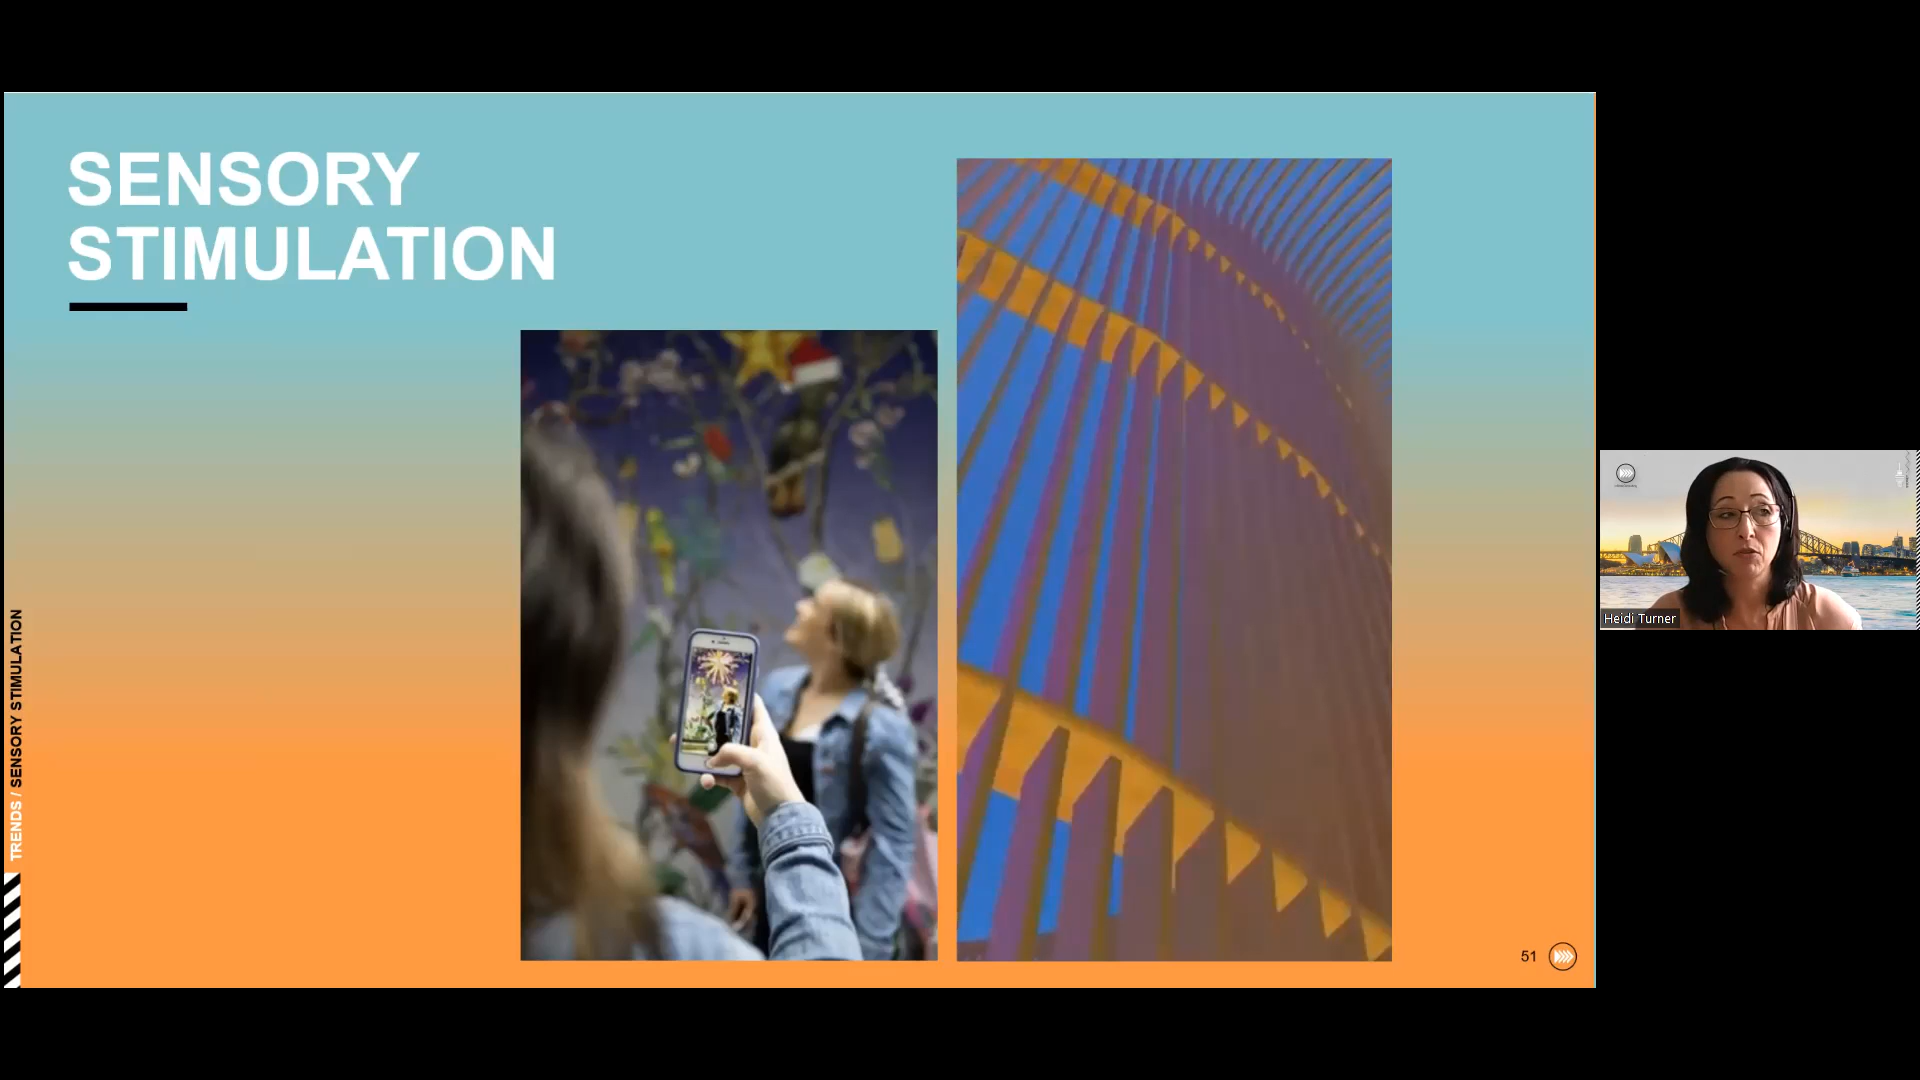 SENSORY
STIMULATION
TRENDS / SENSORY STIMULATION
51
Heidi Turner